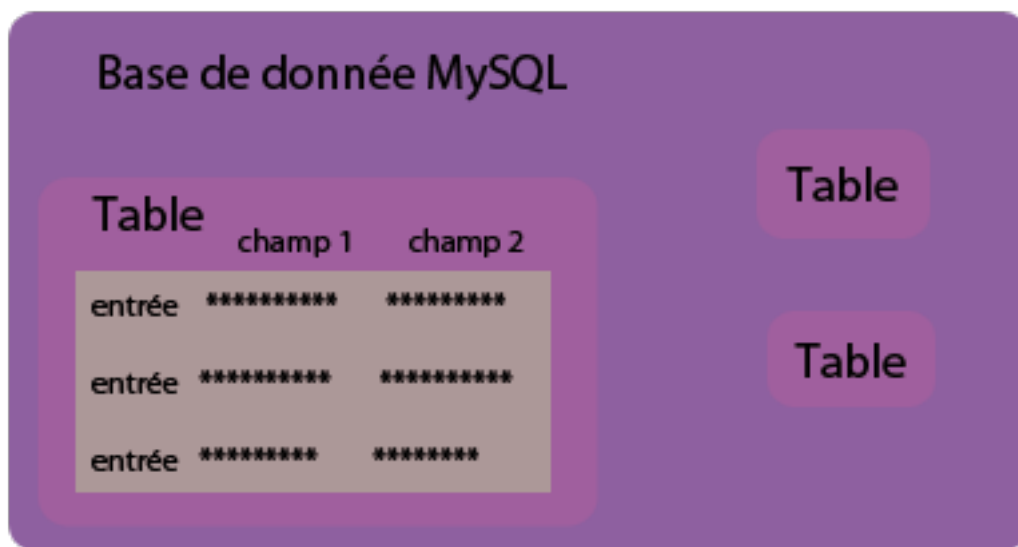 Base de donnée MySQL
Table
champ 1 champ 2
entrée ********** *********
entrée ********** **********
entrée ********* ********
Table
Table